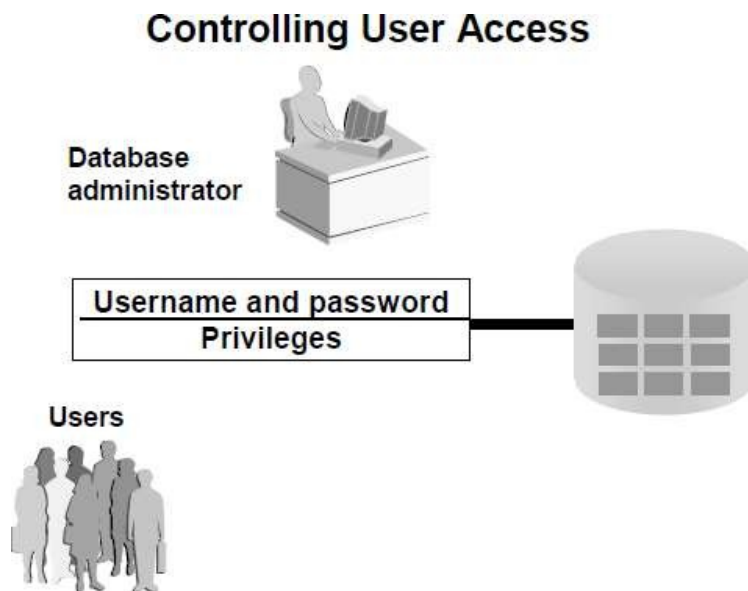 Controlling User Access
Database
administrator
Username and password
Privileges
Users